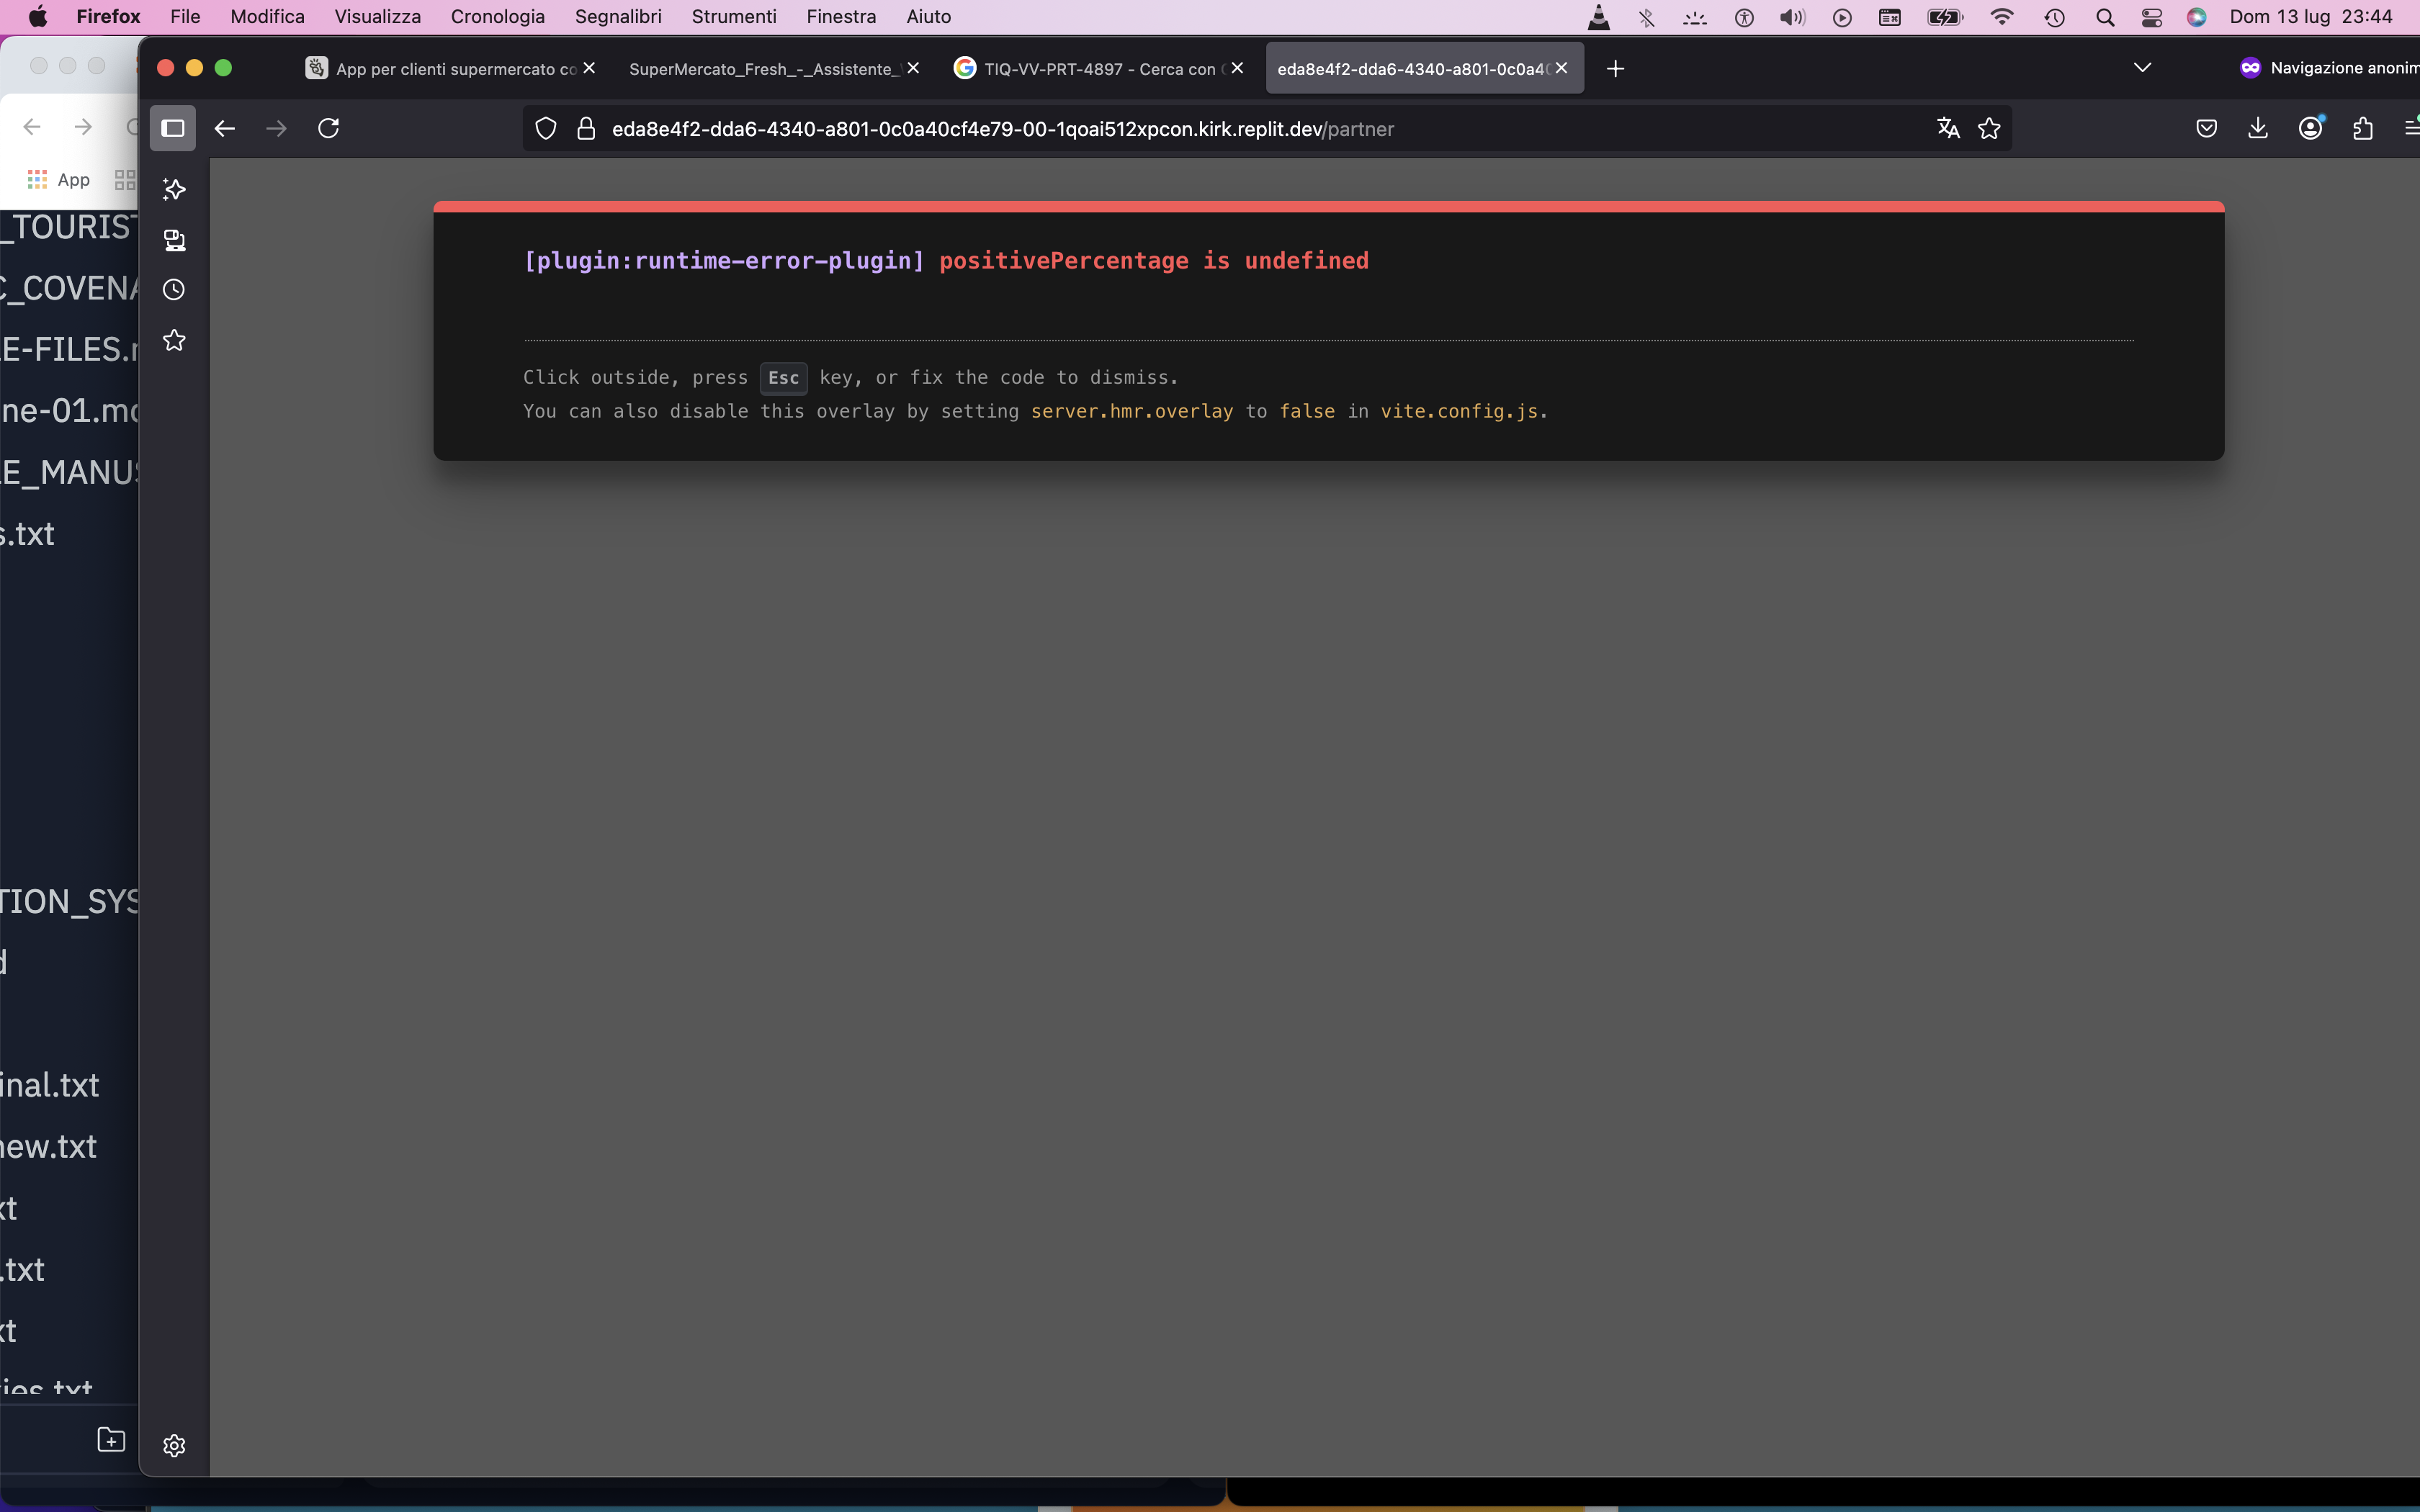 Firefox File Modifica Visualizza Cronologia Segnalibri Strumenti Finestra Aiuto Dom 13 lug 23:44
App per clienti supermercato co SuperMercato_Fresh_-_Assistente_ TIQ-VV-PRT-4897 - Cerca con eda8e4f2-dda6-4340-a801-0c0a40 Navigazione anonim
eda8e4f2-dda6-4340-a801-0c0a40cf4e79-00-1qoai512xpcon.kirk.replit.dev/partner
App
[plugin:runtime-error-plugin] positivePercentage is undefined
Click outside, press Esc key, or fix the code to dismiss.
You can also disable this overlay by setting server.hmr.overlay to false in vite.config.js.
_TOURIST
C_COVENA
E-FILES.r
ne-01.mc
E_MANUS
s.txt
TION_SYS
d
inal.txt
new.txt
xt
.txt
xt
ies.txt